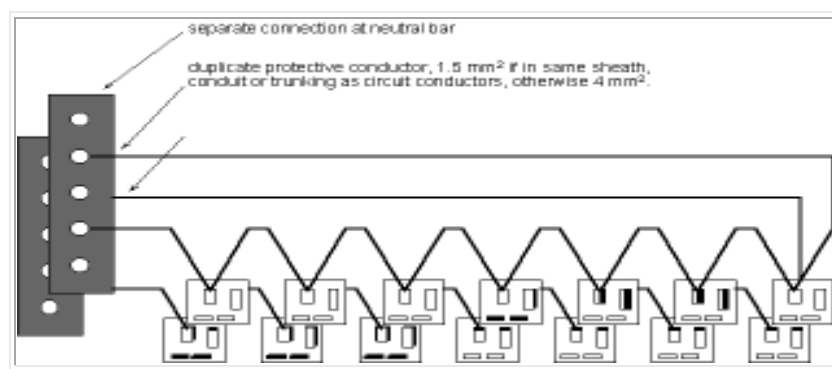 separate connection at neutral bar
duplicate protective conductor, 1.5 mm² if in same sheath,
conduit or trunking as circuit conductors, otherwise 4 mm².